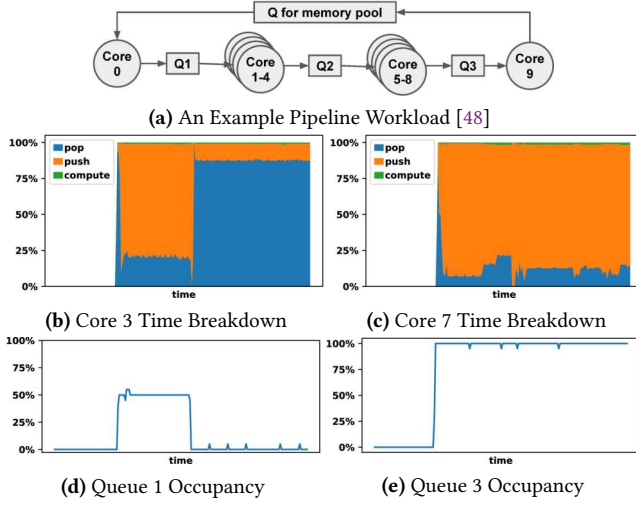 Q for memory pool
Core 0
Q1
Core 1-4
Q2
Core 5-8
Q3
Core 9
(a) An Example Pipeline Workload [48]
100%
75%
50%
25%
0%
pop
push
compute
time
(b) Core 3 Time Breakdown
100%
75%
50%
25%
0%
pop
push
compute
time
(c) Core 7 Time Breakdown
100%
75%
50%
25%
0%
time
(d) Queue 1 Occupancy
100%
75%
50%
25%
0%
time
(e) Queue 3 Occupancy